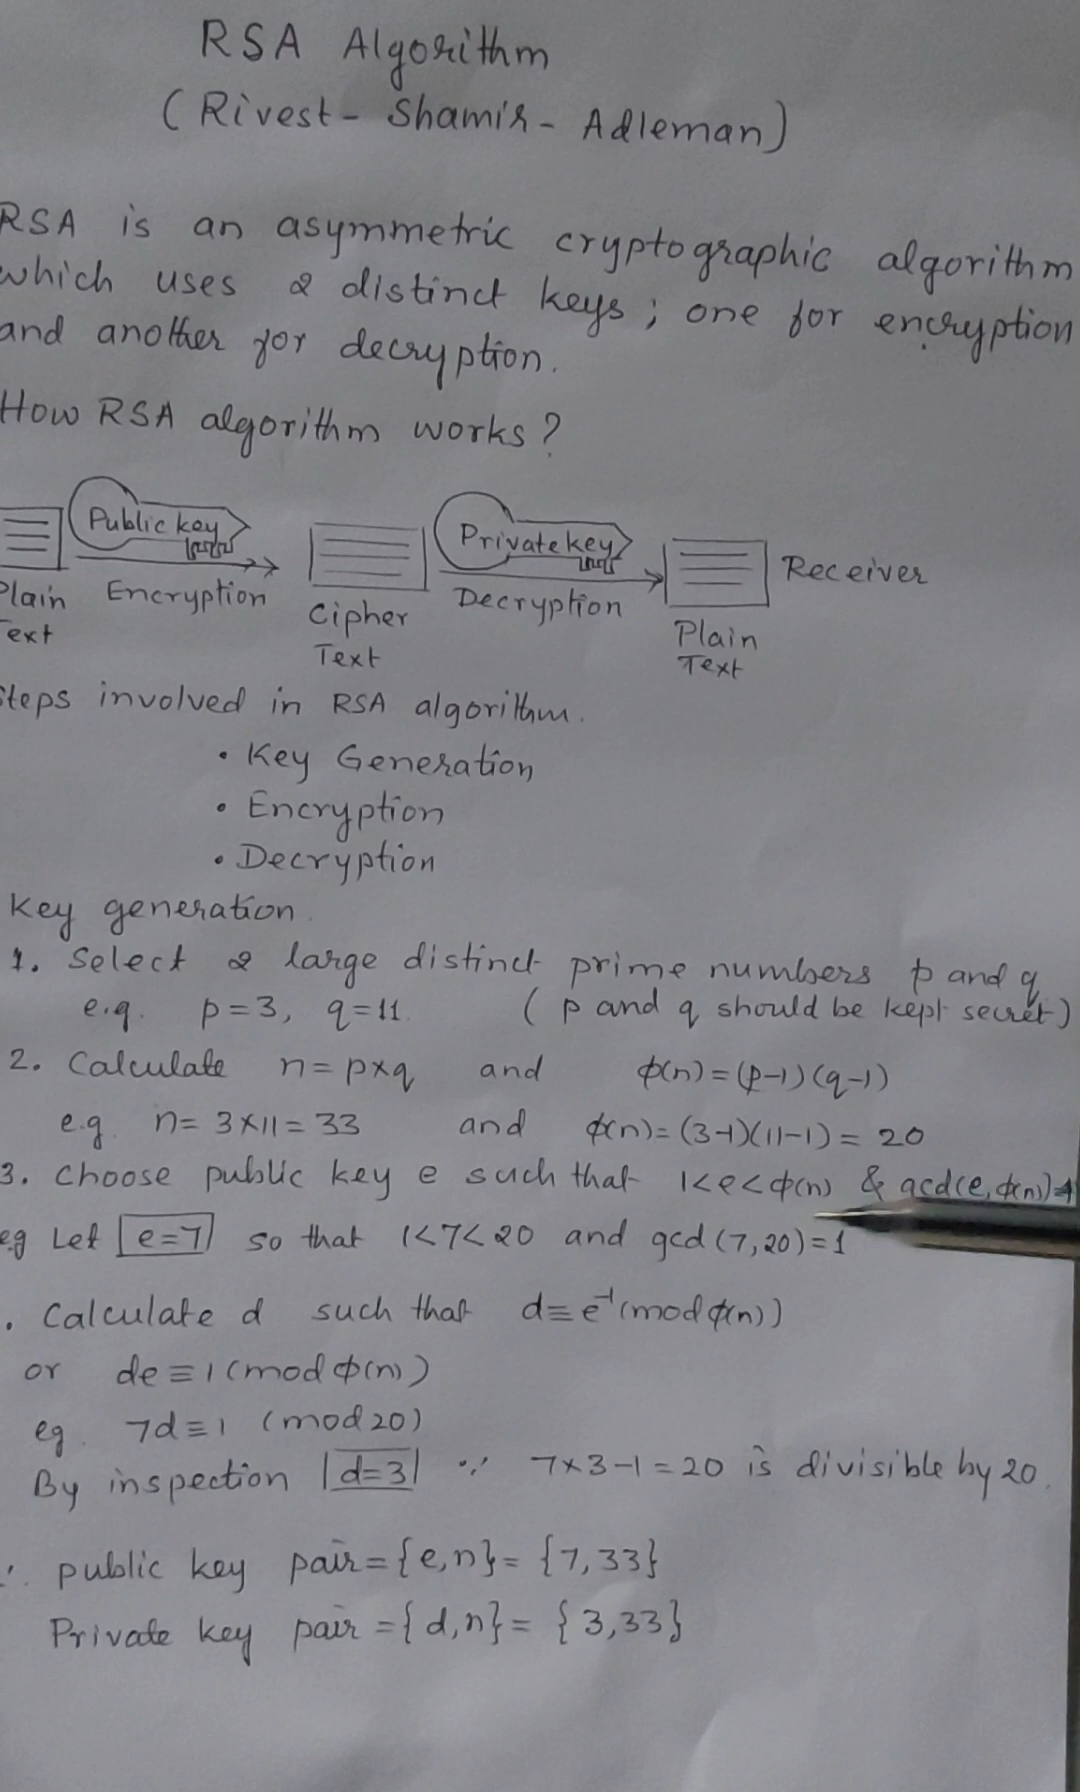 RSA Algorithm
(Rivest - Shamir - Adleman)
RSA is an asymmetric cryptographic algorithm
which uses 2 distinct keys; one for encryption
and another for decryption.
How RSA algorithm works?
Public key
Private key
Receiver
Plain Text
Encryption
Cipher Text
Decryption
Plain Text
Steps involved in RSA algorithm.
• Key Generation
• Encryption
• Decryption
Key generation.
1. Select 2 large distinct prime numbers p and q
e.g. p=3, q=11. (p and q should be kept secret)
2. Calculate n=p×q and φ(n)=(p-1)(q-1)
e.g. n= 3×11=33 and φ(n)=(3-1)(11-1)= 20
3. Choose public key e such that 1<e<φ(n) & gcd(e,φ(n))=1
eg Let e=7 so that 1<7<20 and gcd(7,20)=1
. Calculate d such that d≡e⁻¹(mod φ(n))
or de≡1(mod φ(n))
eg. 7d≡1 (mod 20)
By inspection d=3 ∵ 7×3-1=20 is divisible by 20.
∴ public key pair={e,n}= {7,33}
Private key pair ={d,n}= {3,33}